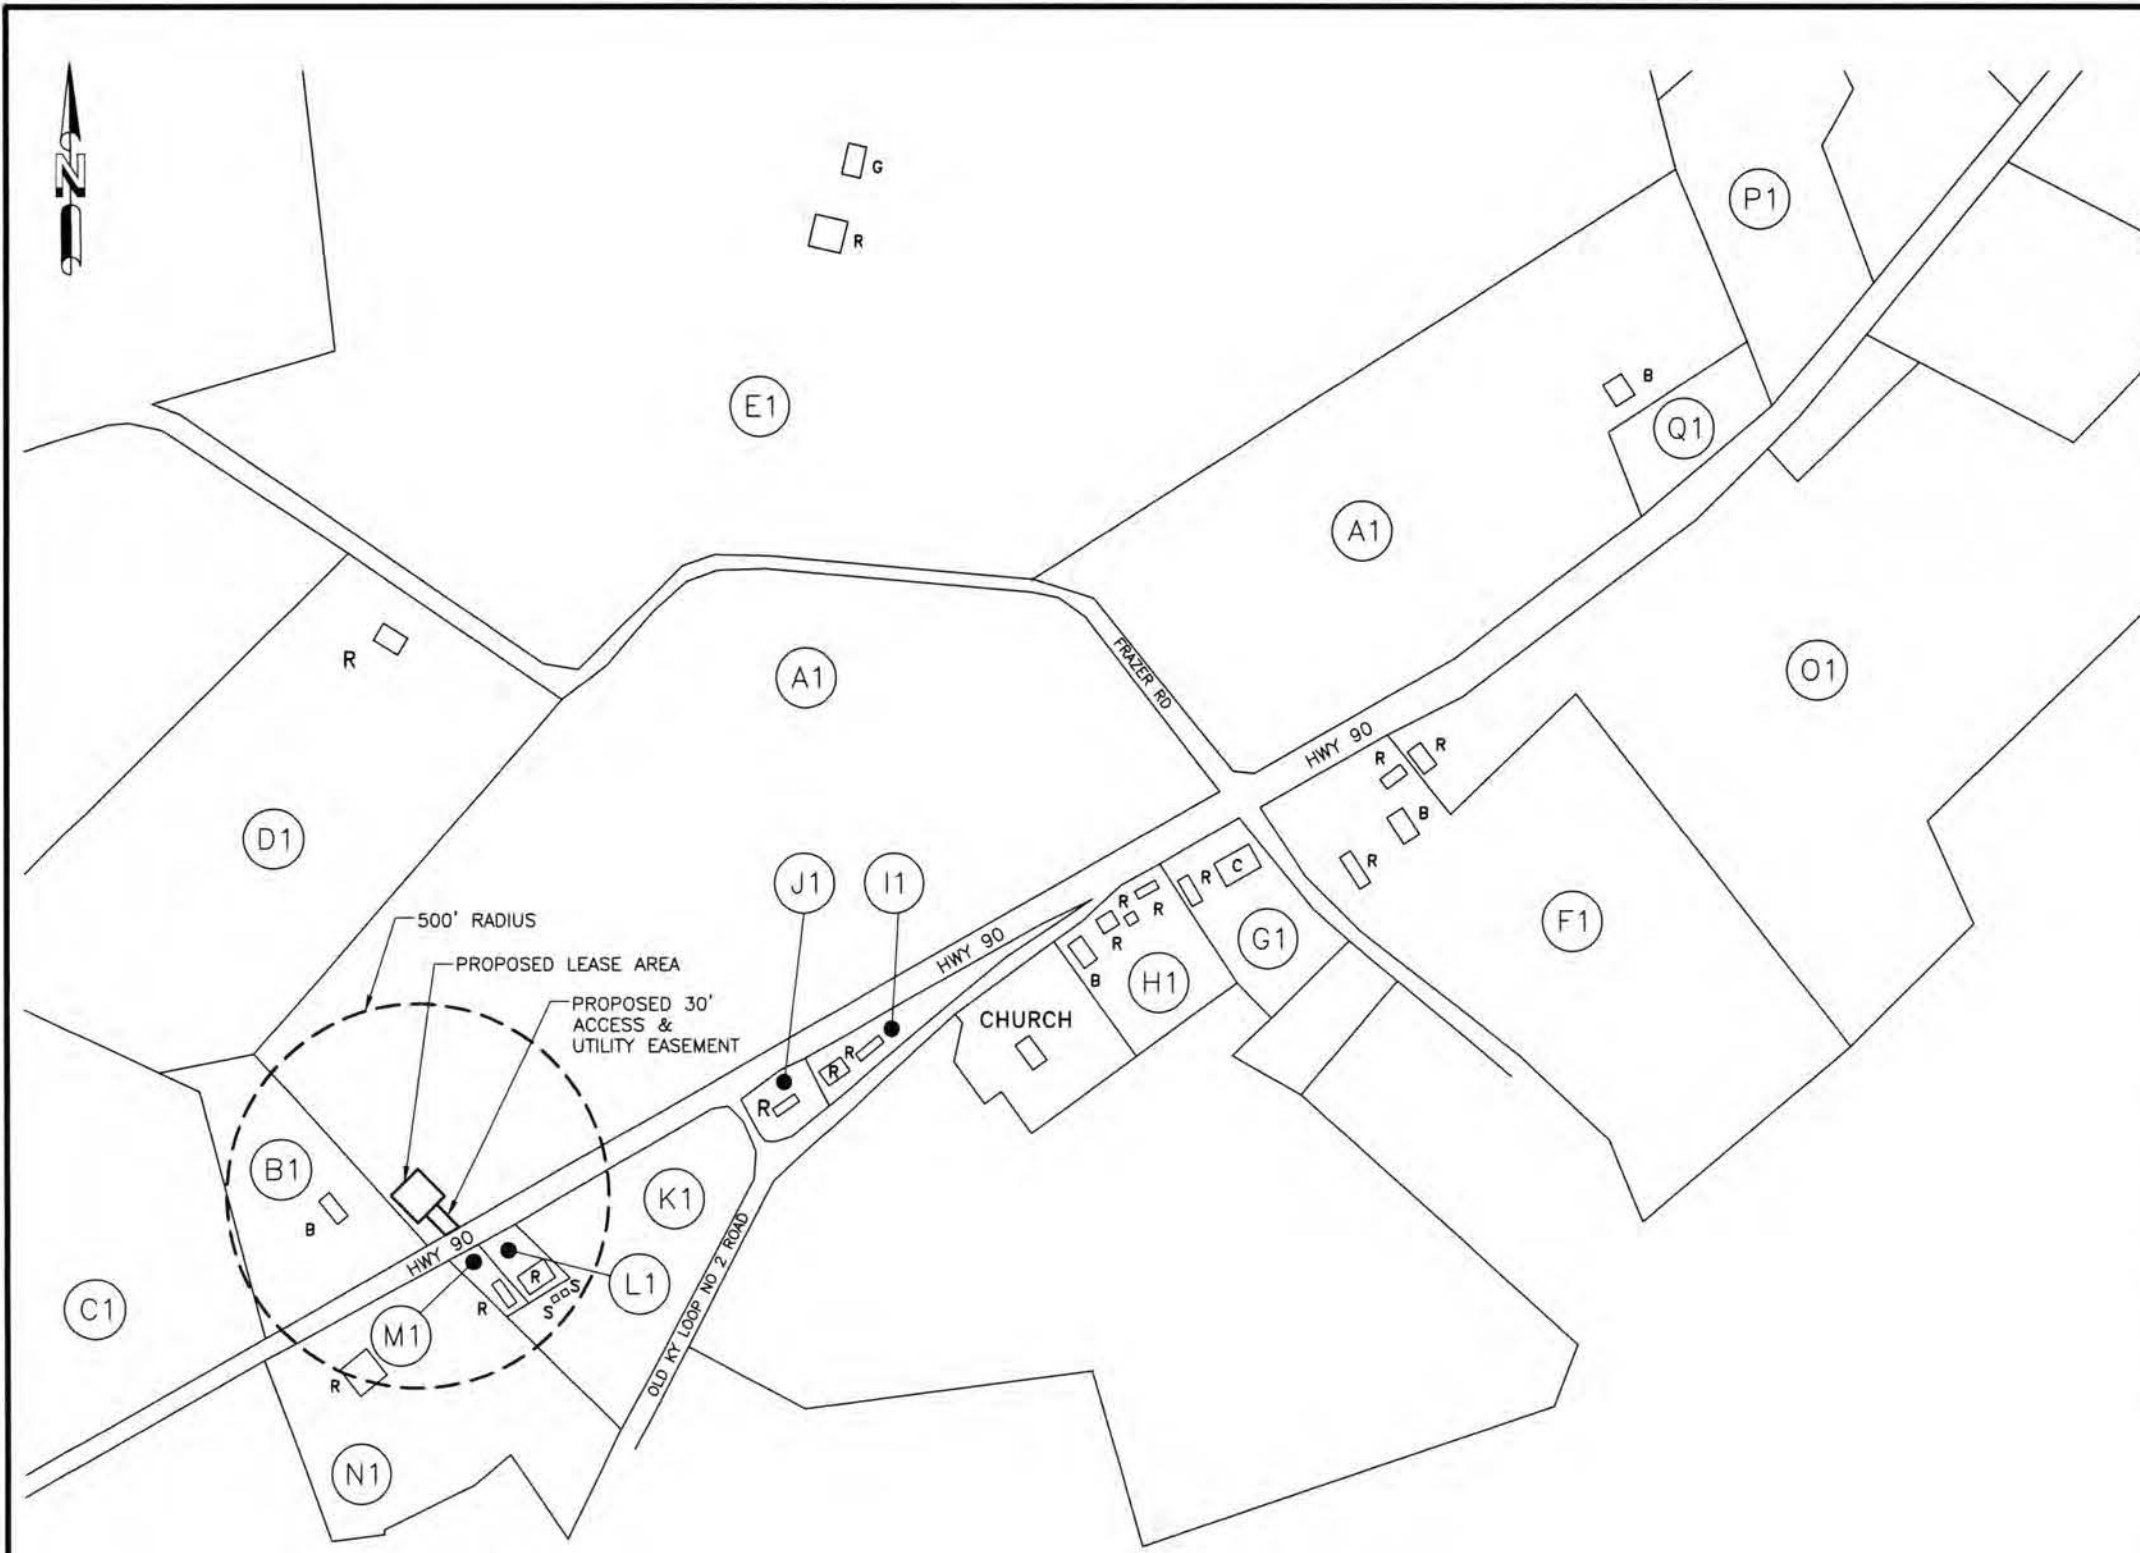 N
G
R
P1
E1
B
Q1
A1
R
A1
FRAZER RD
O1
HWY 90
R
R
D1
B
R
J1
I1
C
R
500' RADIUS
R
R
G1
F1
HWY 90
R
PROPOSED LEASE AREA
B
H1
PROPOSED 30'
ACCESS &
UTILITY EASEMENT
CHURCH
R
R
R
B1
K1
B
HWY 90
OLD KY LOOP NO 2 ROAD
R
L1
S
S
R
C1
M1
R
N1